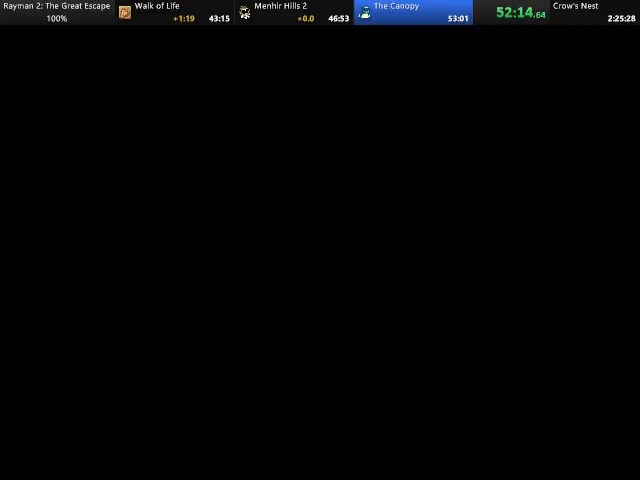 Rayman 2: The Great Escape
100%
Walk of Life
+1:19 43:15
Menhir Hills 2
+0.0 46:53
The Canopy
53:01
52:14.64
Crow's Nest
2:25:28